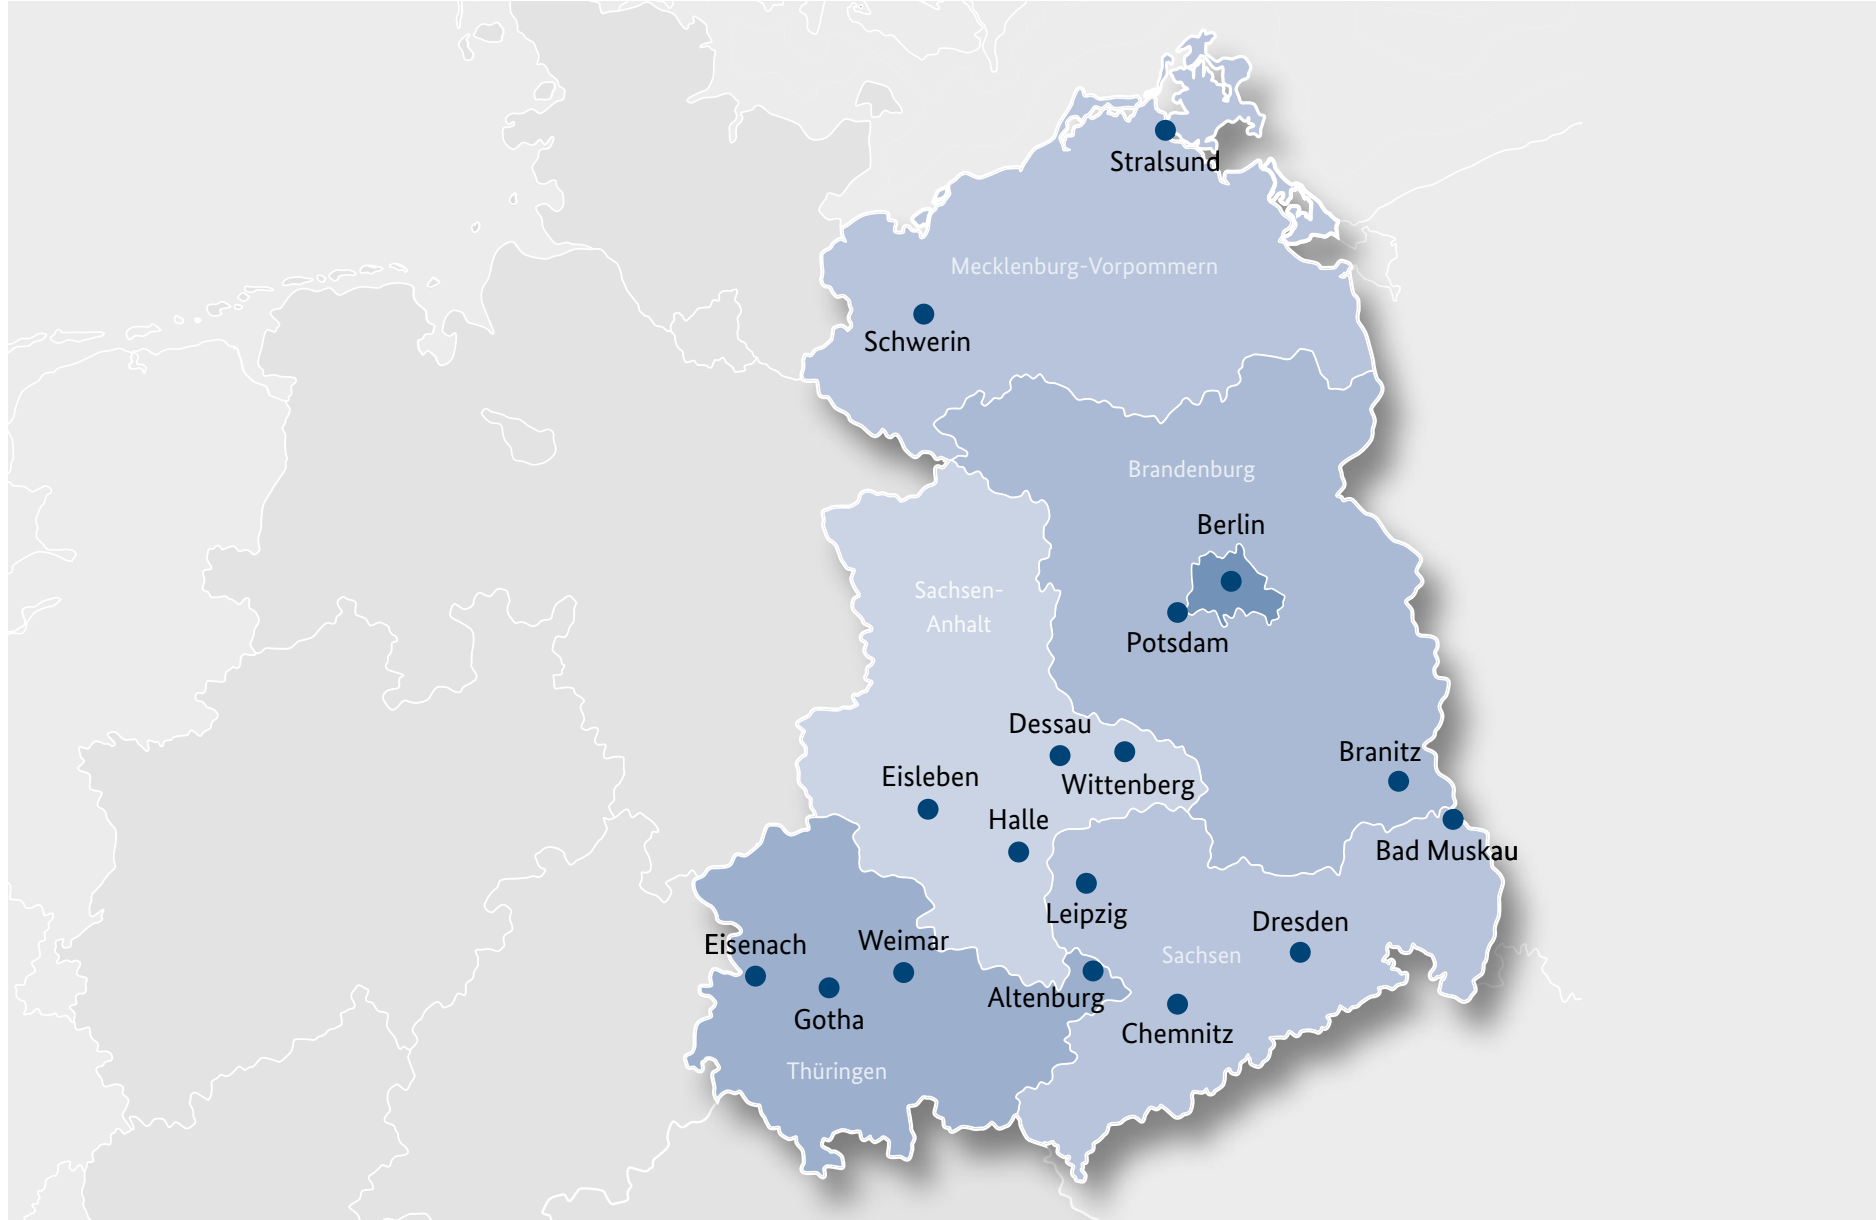 Stralsund
Mecklenburg-Vorpommern
Schwerin
Brandenburg
Berlin
Sachsen-
Anhalt
Potsdam
Dessau
Branitz
Eisleben
Wittenberg
Halle
Bad Muskau
Leipzig
Dresden
Eisenach
Weimar
Sachsen
Altenburg
Gotha
Chemnitz
Thüringen